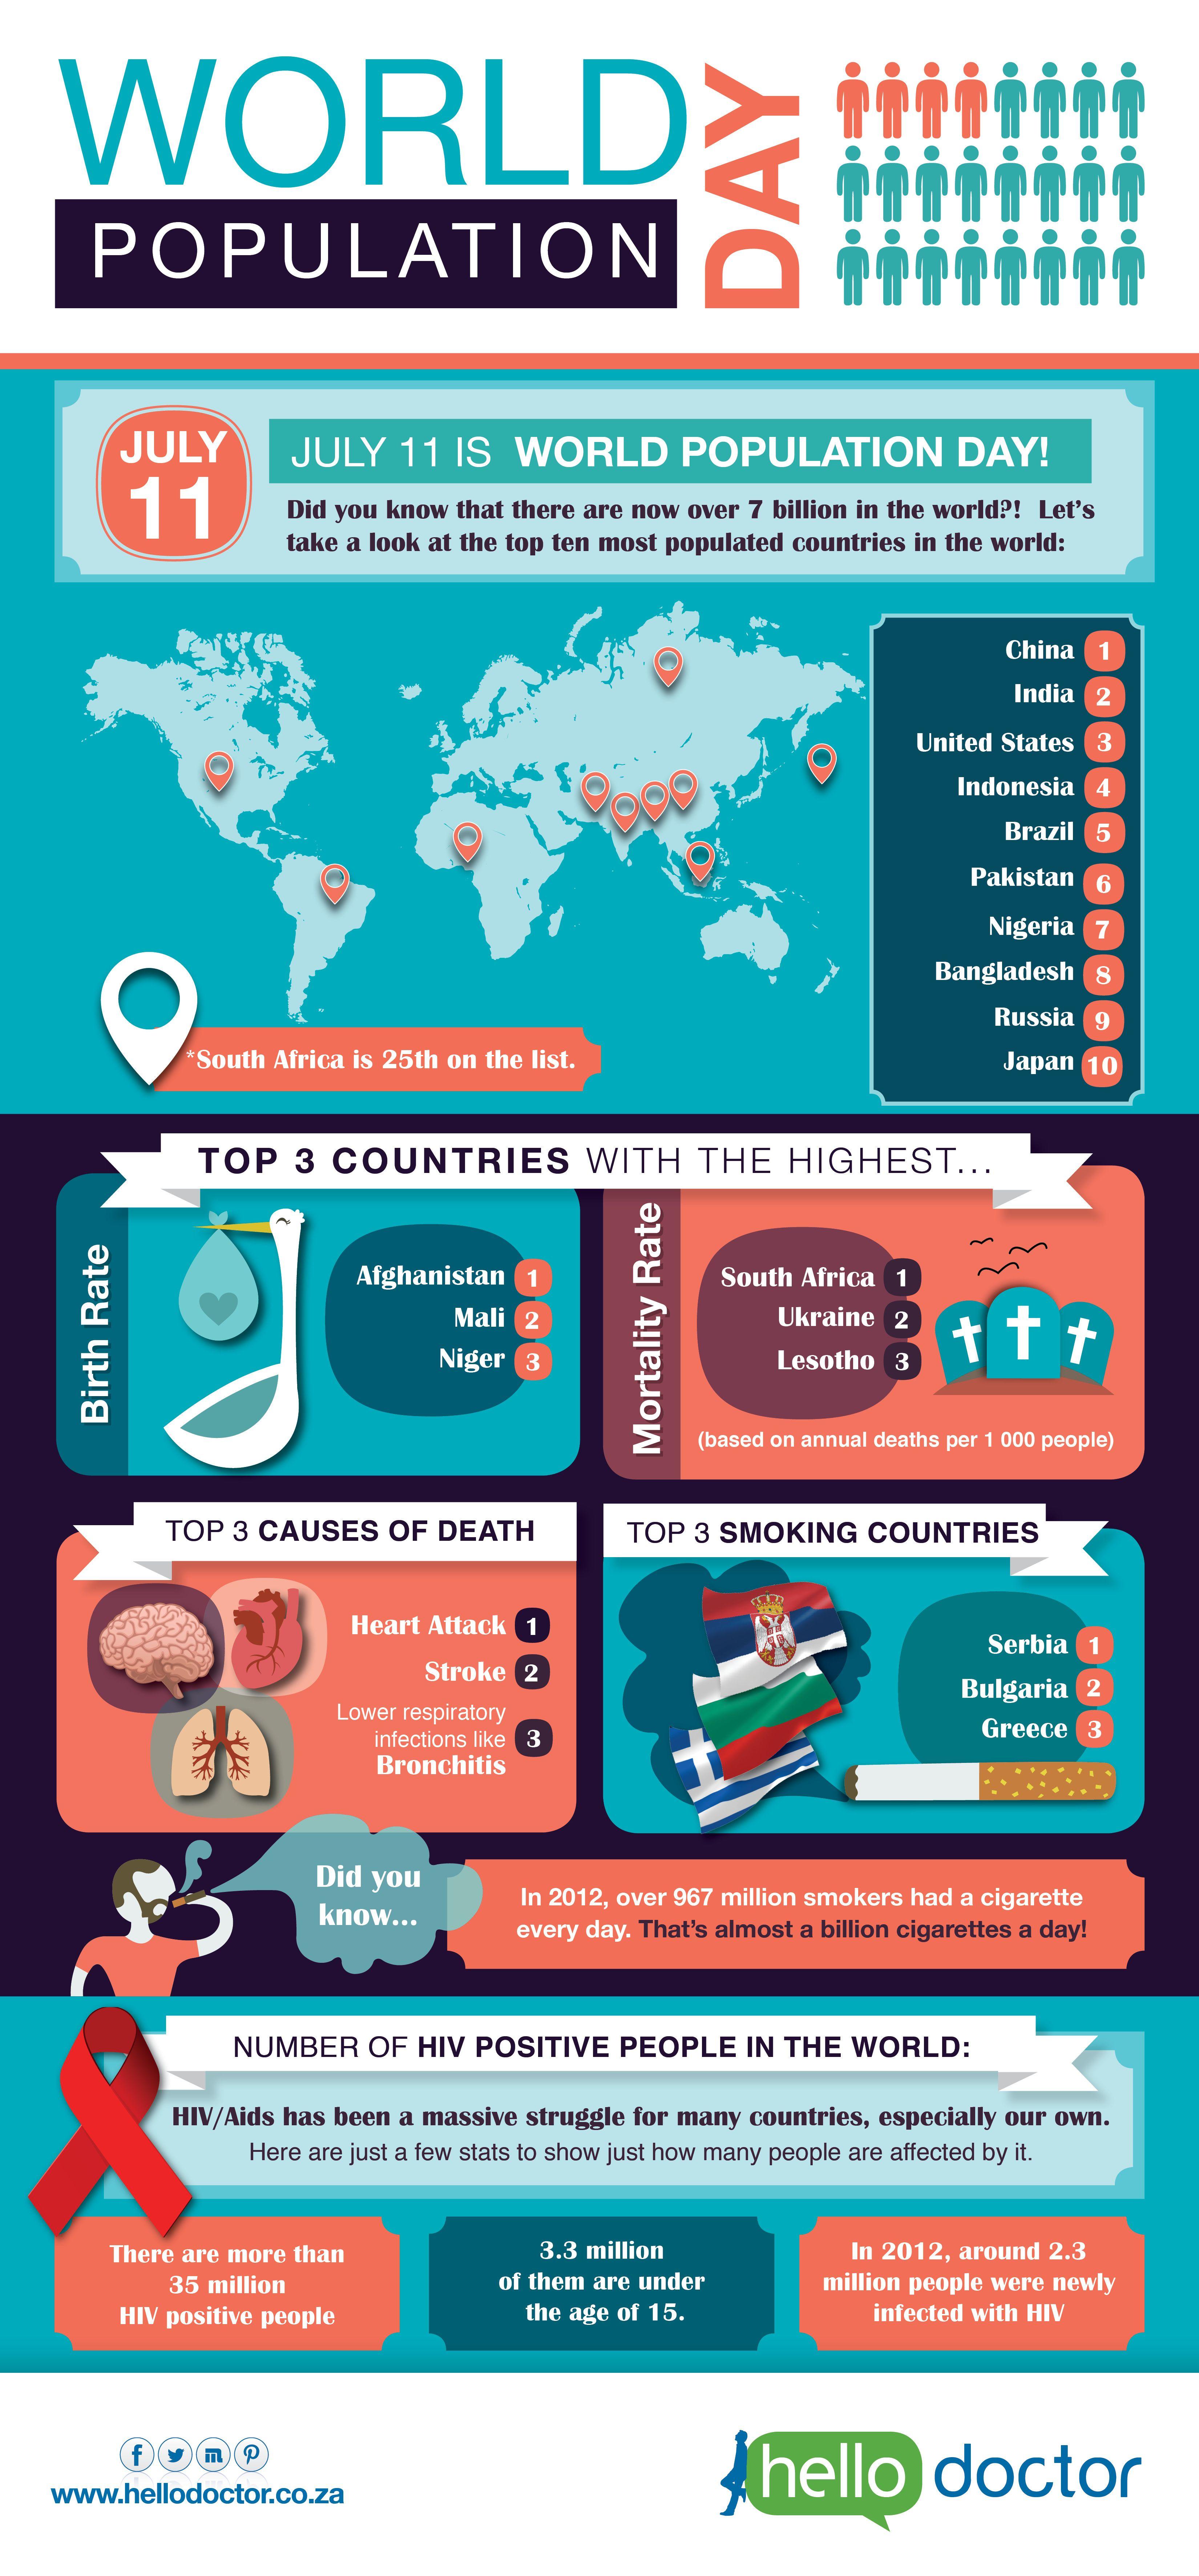 WORLD
POPULATION
DAY
JULY
11
JULY 11 IS WORLD POPULATION DAY!
Did you know that there are now over 7 billion in the world?! Let's
take a look at the top ten most populated countries in the world:
China 1
India 2
United States 3
Indonesia 4
Brazil 5
Pakistan 6
Nigeria 7
Bangladesh 8
Russia 9
Japan 10
*South Africa is 25th on the list.
TOP 3 COUNTRIES WITH THE HIGHEST...
Birth Rate
Afghanistan 1
Mali 2
Niger 3
Mortality Rate
South Africa 1
Ukraine 2
Lesotho 3
(based on annual deaths per 1 000 people)
TOP 3 CAUSES OF DEATH
Heart Attack 1
Stroke 2
Lower respiratory
infections like 3
Bronchitis
TOP 3 SMOKING COUNTRIES
Serbia 1
Bulgaria 2
Greece 3
Did you
know...
In 2012, over 967 million smokers had a cigarette
every day. That's almost a billion cigarettes a day!
NUMBER OF HIV POSITIVE PEOPLE IN THE WORLD:
HIV/Aids has been a massive struggle for many countries, especially our own.
Here are just a few stats to show just how many people are affected by it.
There are more than
35 million
HIV positive people
3.3 million
of them are under
the age of 15.
In 2012, around 2.3
million people were newly
infected with HIV
www.hellodoctor.co.za
hello doctor